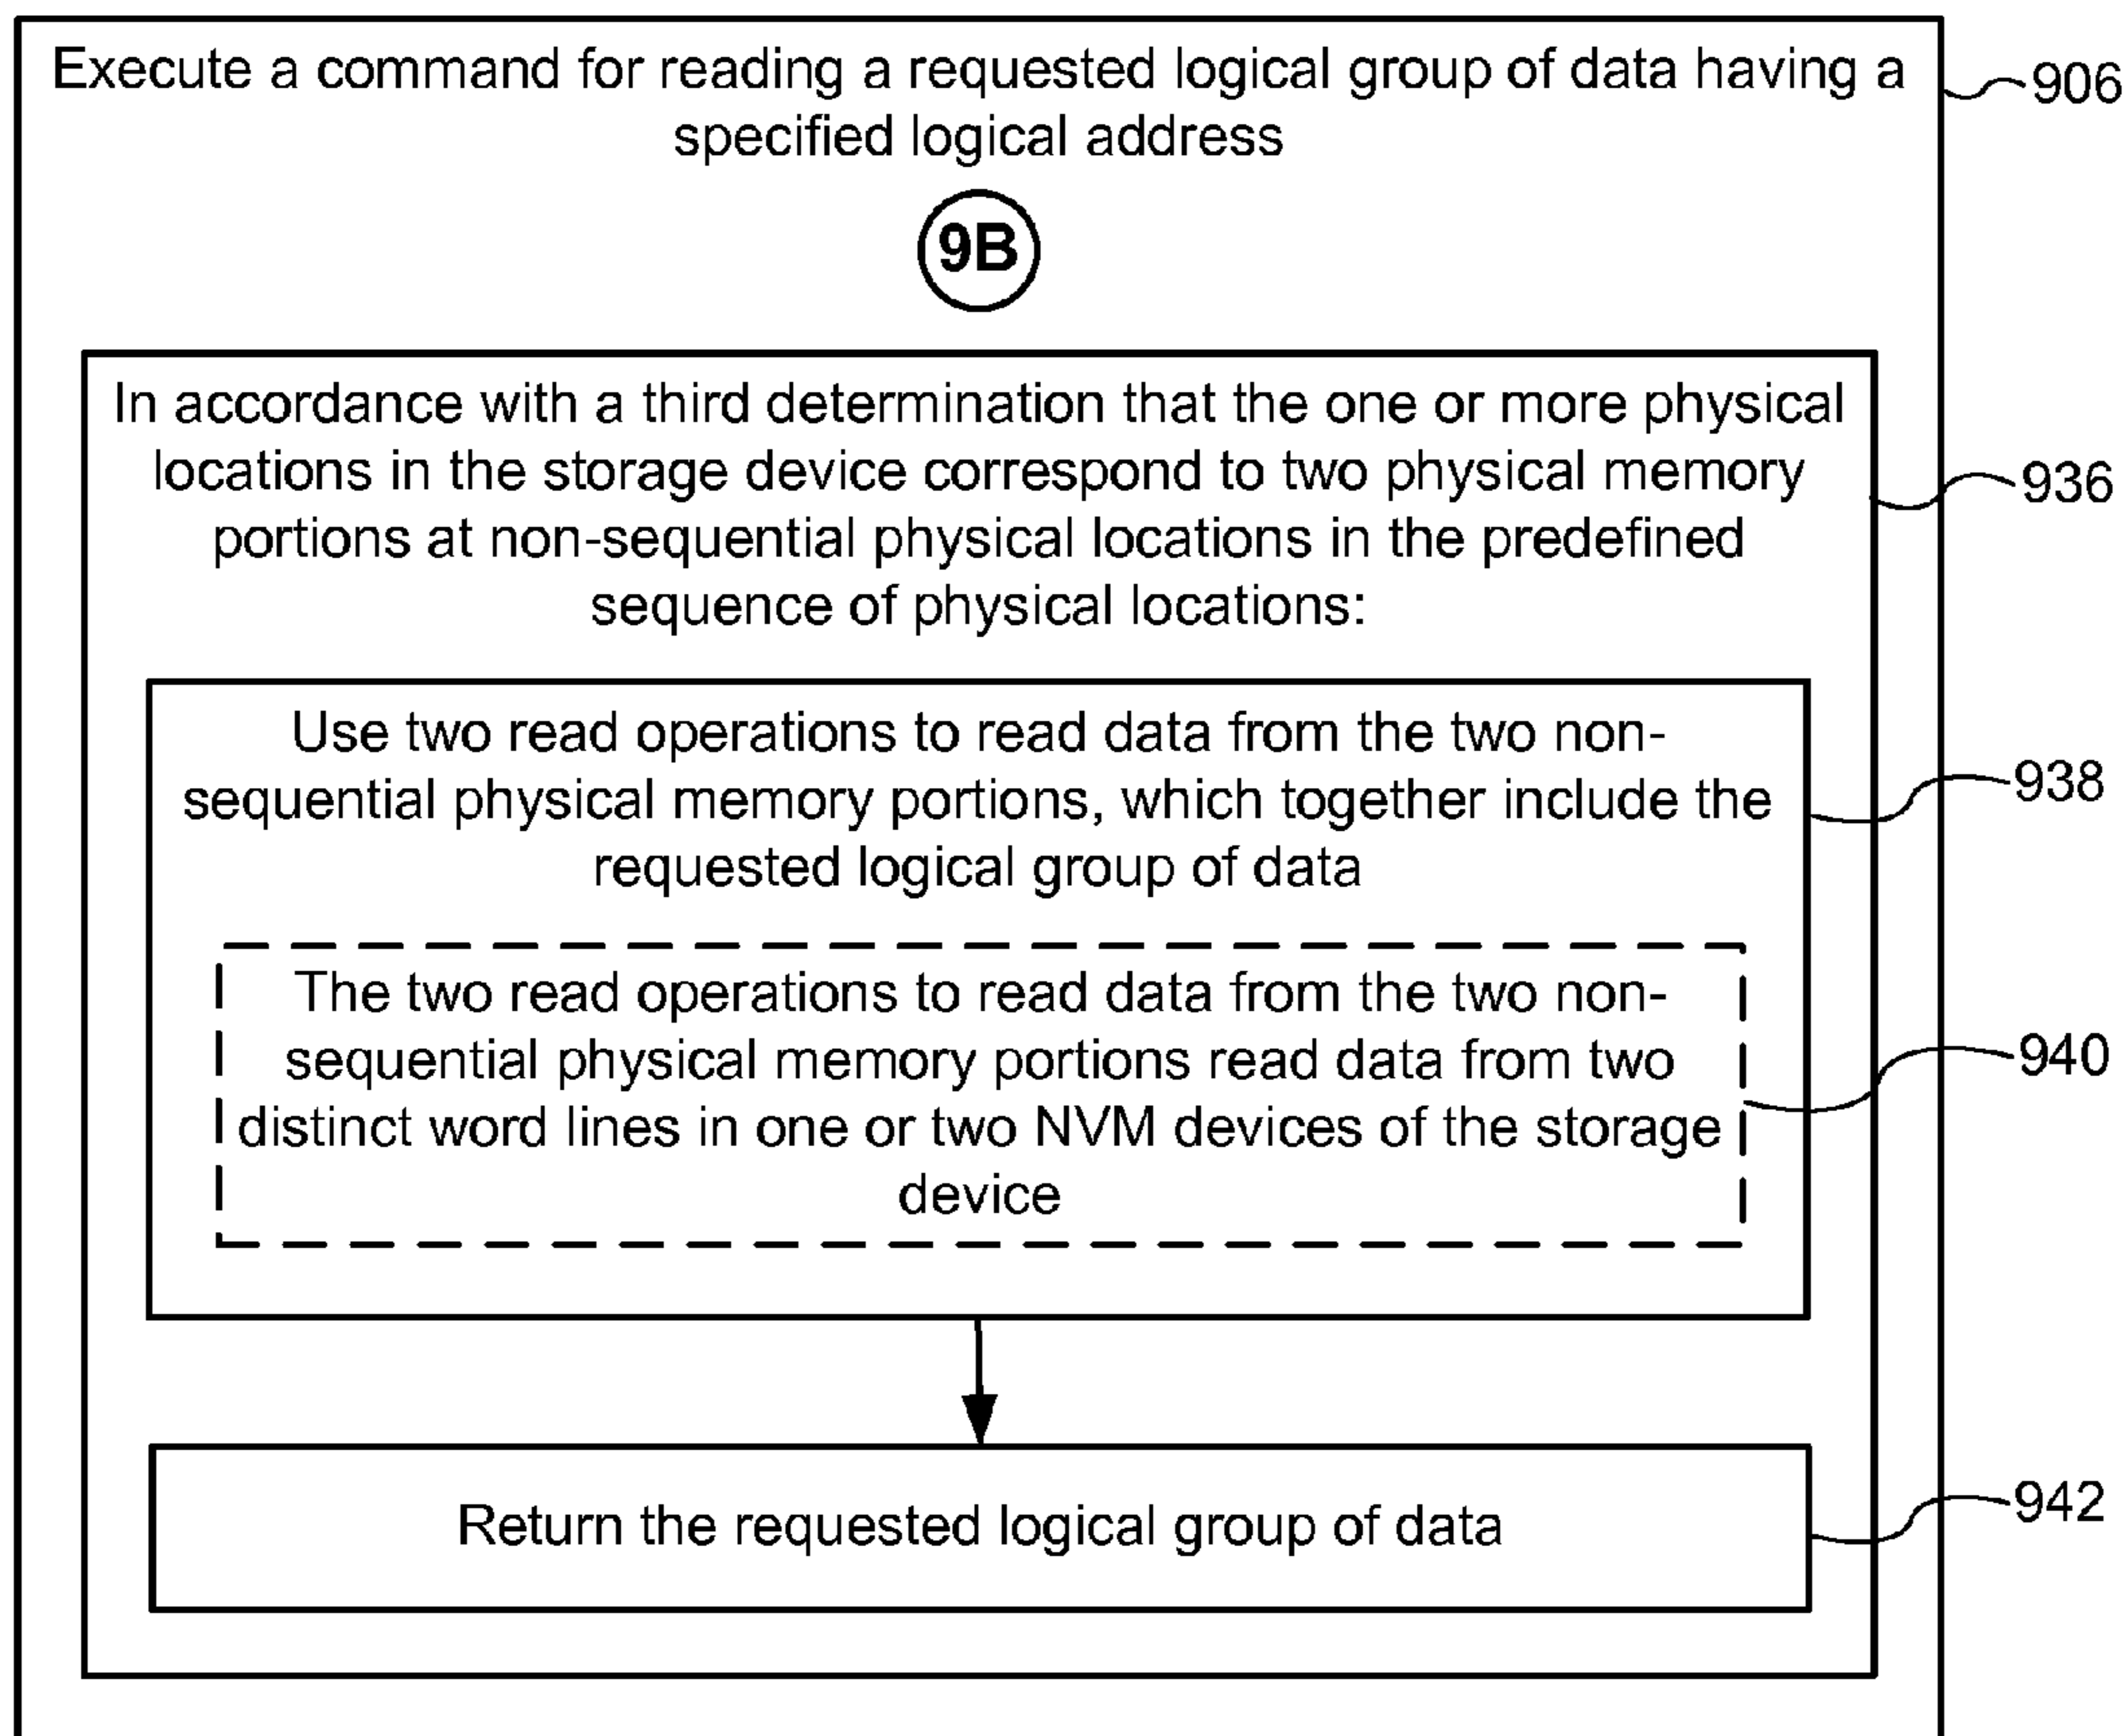 Execute a command for reading a requested logical group of data having a
specified logical address
906
9B
In accordance with a third determination that the one or more physical
locations in the storage device correspond to two physical memory
portions at non-sequential physical locations in the predefined
sequence of physical locations:
936
Use two read operations to read data from the two non-
sequential physical memory portions, which together include the
requested logical group of data
938
The two read operations to read data from the two non-
sequential physical memory portions read data from two
distinct word lines in one or two NVM devices of the storage
device
940
Return the requested logical group of data
942